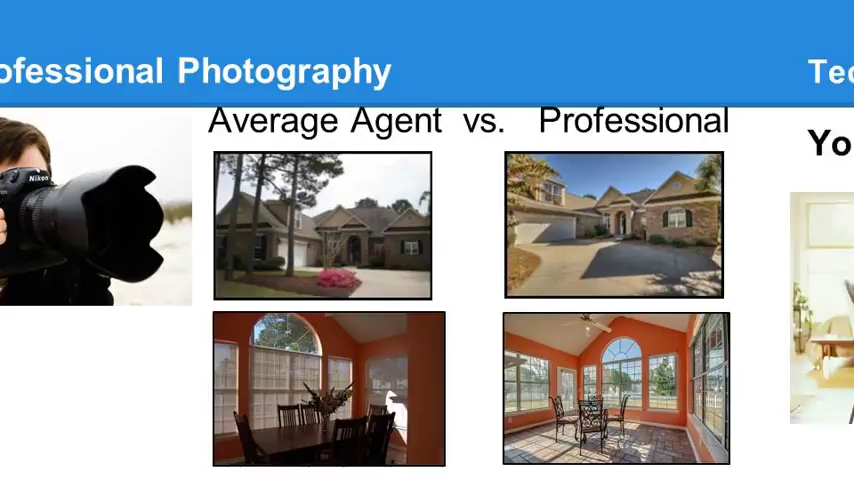 ofessional Photography
Tec
Average Agent vs. Professional
Yo
Nikon